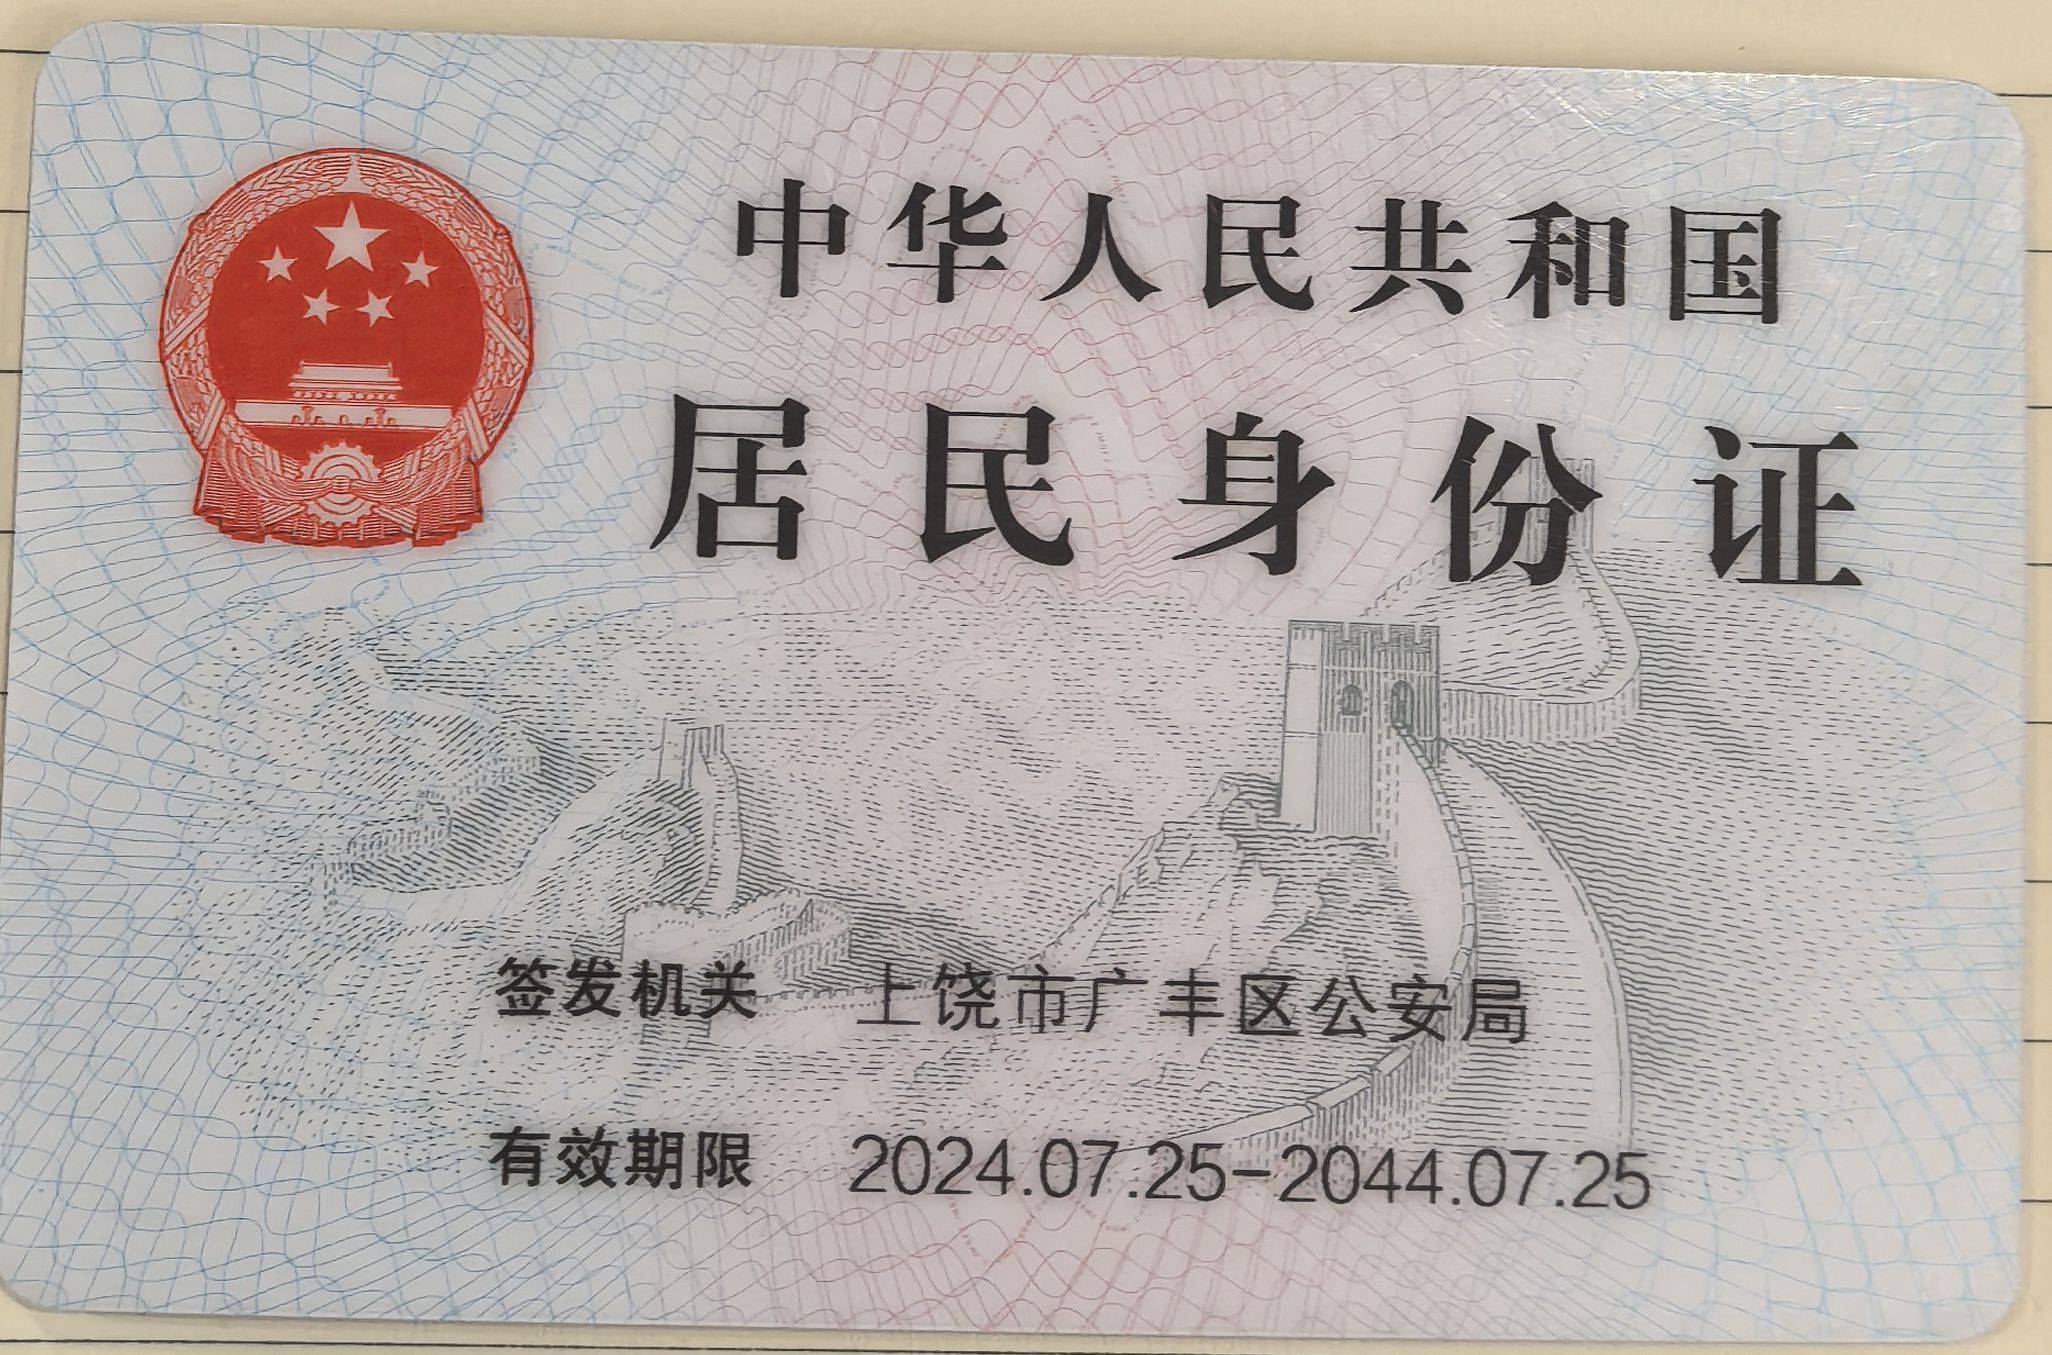 中华人民共和国
居民身份证
签发机关 上饶市广丰区公安局
有效期限 2024.07.25-2044.07.25